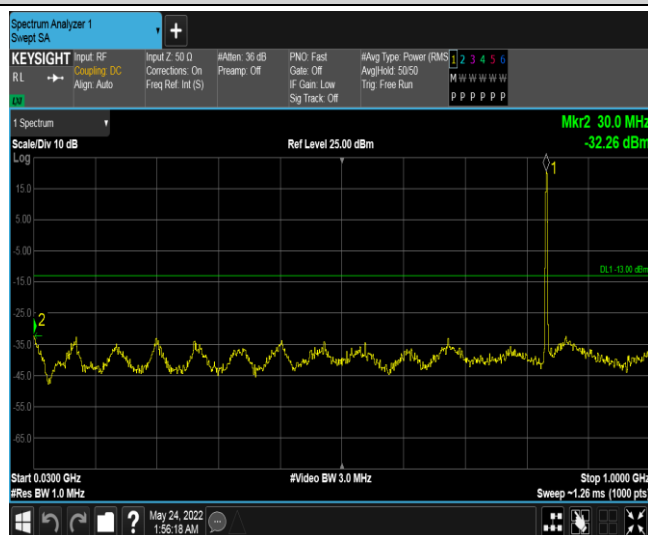 Spectrum Analyzer 1
Swept SA
KEYSIGHT
RL
LXI
Input: RF
Coupling: DC
Align: Auto
Input Z: 50 Ω
Corrections: On
Freq Ref: Int (S)
#Atten: 36 dB
Preamp: Off
PNO: Fast
Gate: Off
IF Gain: Low
Sig Track: Off
#Avg Type: Power (RMS
Avg|Hold: 50/50
Trig: Free Run
1 2 3 4 5 6
M W W W W W
P P P P P P
1 Spectrum
Mkr2 30.0 MHz
Scale/Div 10 dB
Ref Level 25.00 dBm
-32.26 dBm
Log
1
15.0
5.00
-5.00
DL1 -13.00 dBm
-15.0
-25.0
2
-35.0
-45.0
-55.0
-65.0
Start 0.0300 GHz
#Video BW 3.0 MHz
Stop 1.0000 GHz
#Res BW 1.0 MHz
Sweep ~1.26 ms (1000 pts)
?
May 24, 2022
1:56:18 AM